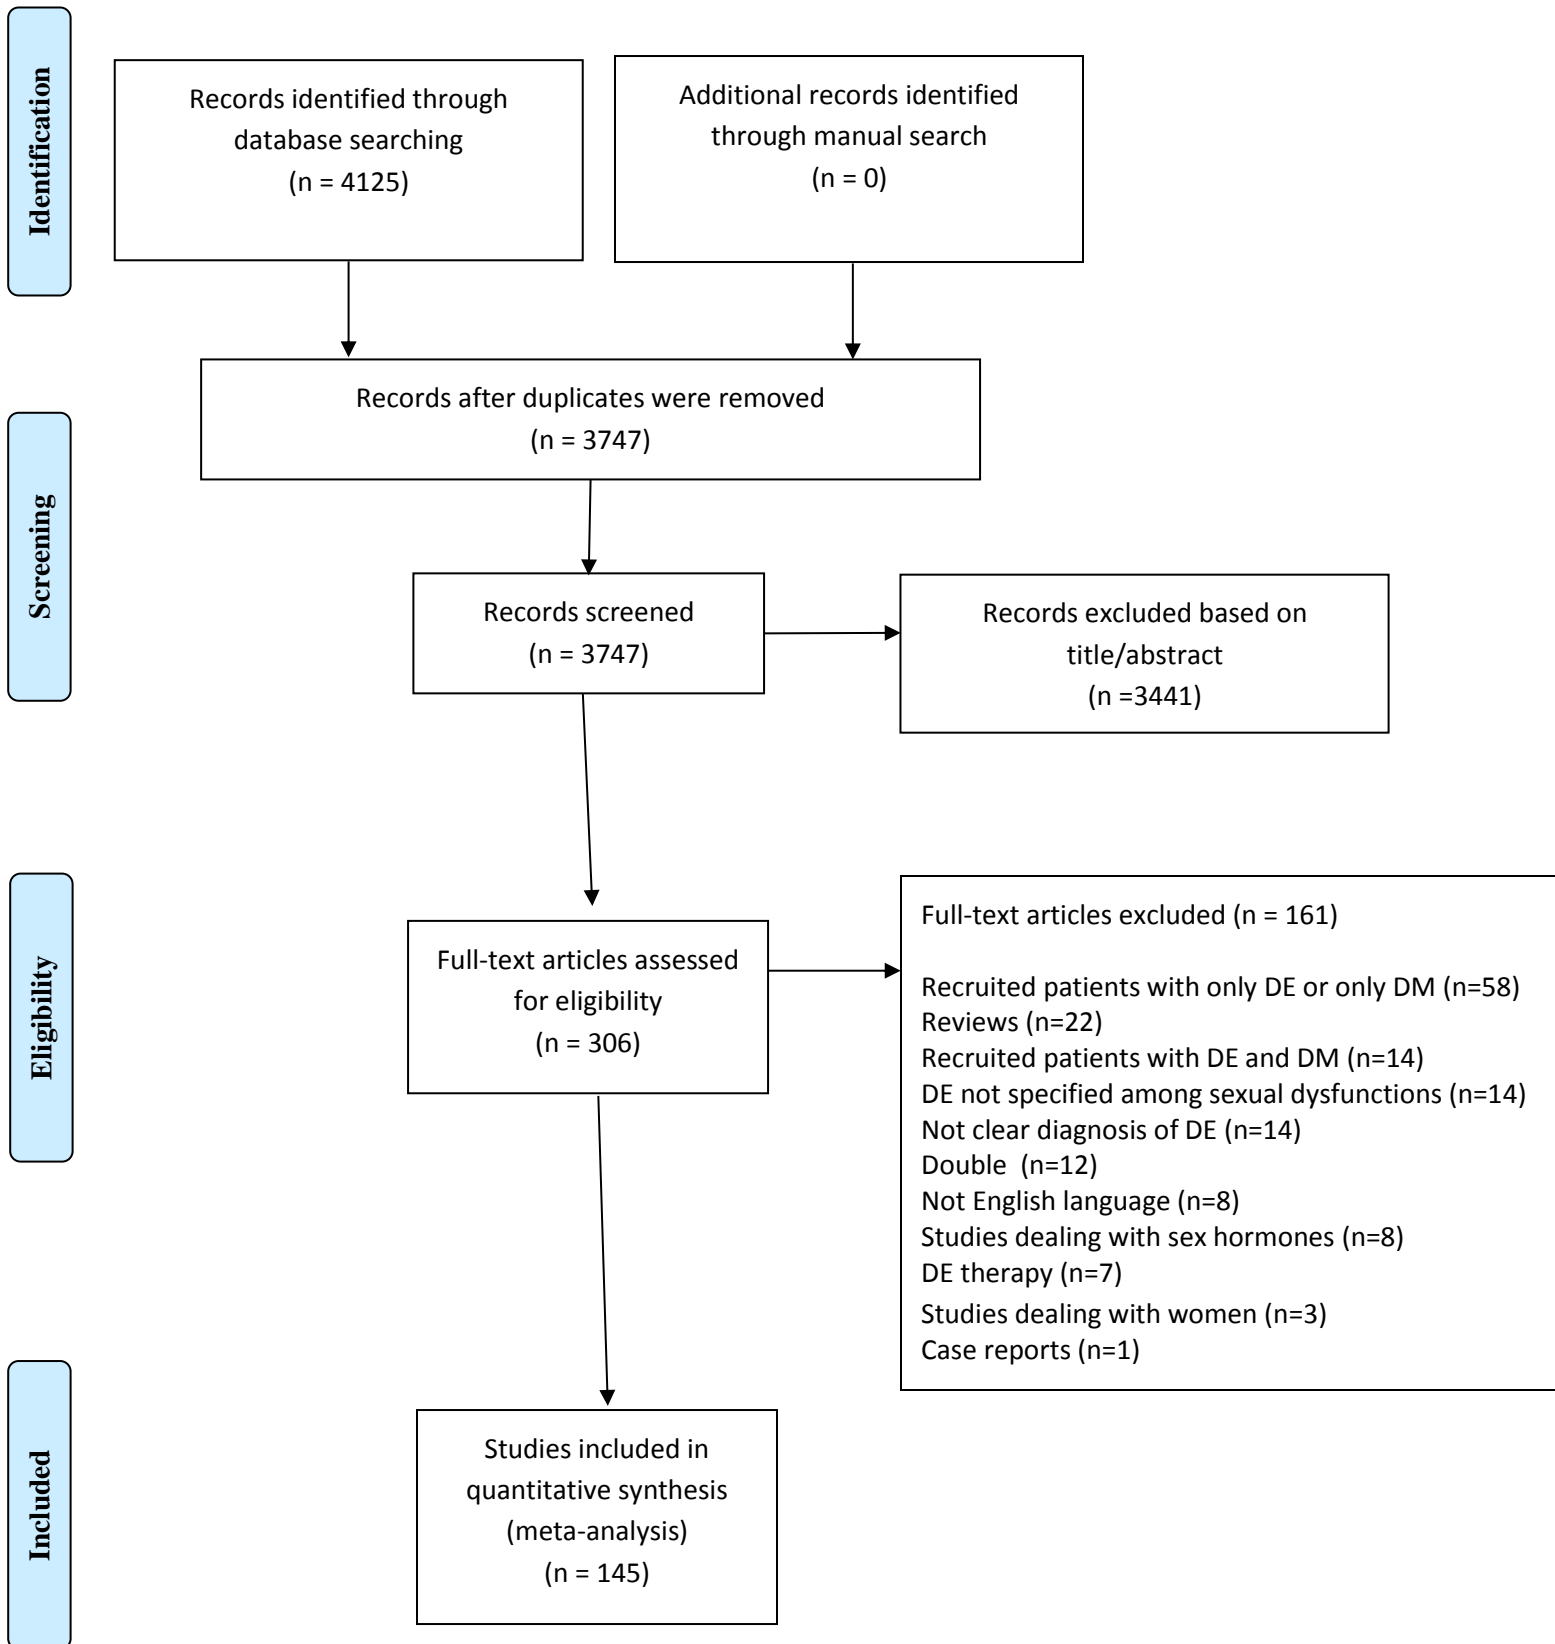 Identification
Records identified through
database searching
(n = 4125)
Additional records identified
through manual search
(n = 0)
Records after duplicates were removed
(n = 3747)
Screening
Records screened
(n = 3747)
Records excluded based on
title/abstract
(n =3441)
Eligibility
Full-text articles assessed
for eligibility
(n = 306)
Full-text articles excluded (n = 161)
Recruited patients with only DE or only DM (n=58)
Reviews (n=22)
Recruited patients with DE and DM (n=14)
DE not specified among sexual dysfunctions (n=14)
Not clear diagnosis of DE (n=14)
Double  (n=12)
Not English language (n=8)
Studies dealing with sex hormones (n=8)
DE therapy (n=7)
Studies dealing with women (n=3)
Case reports (n=1)
Included
Studies included in
quantitative synthesis
(meta-analysis)
(n = 145)